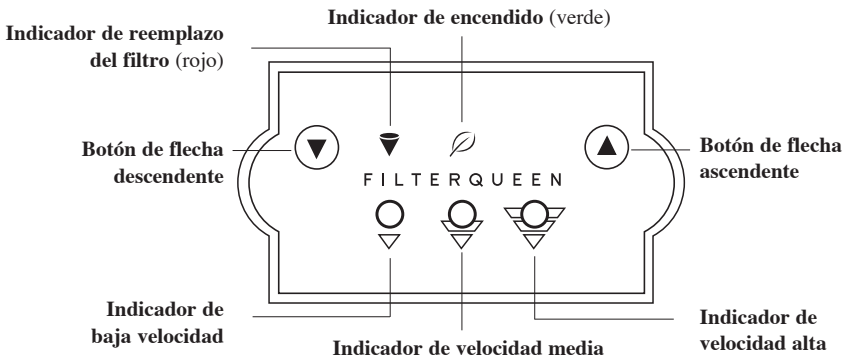 Indicador de encendido (verde)
Indicador de reemplazo
del filtro (rojo)
Botón de flecha
descendente
Botón de flecha
ascendente
FILTERQUEEN
Indicador de
baja velocidad
Indicador de velocidad media
Indicador de
velocidad alta